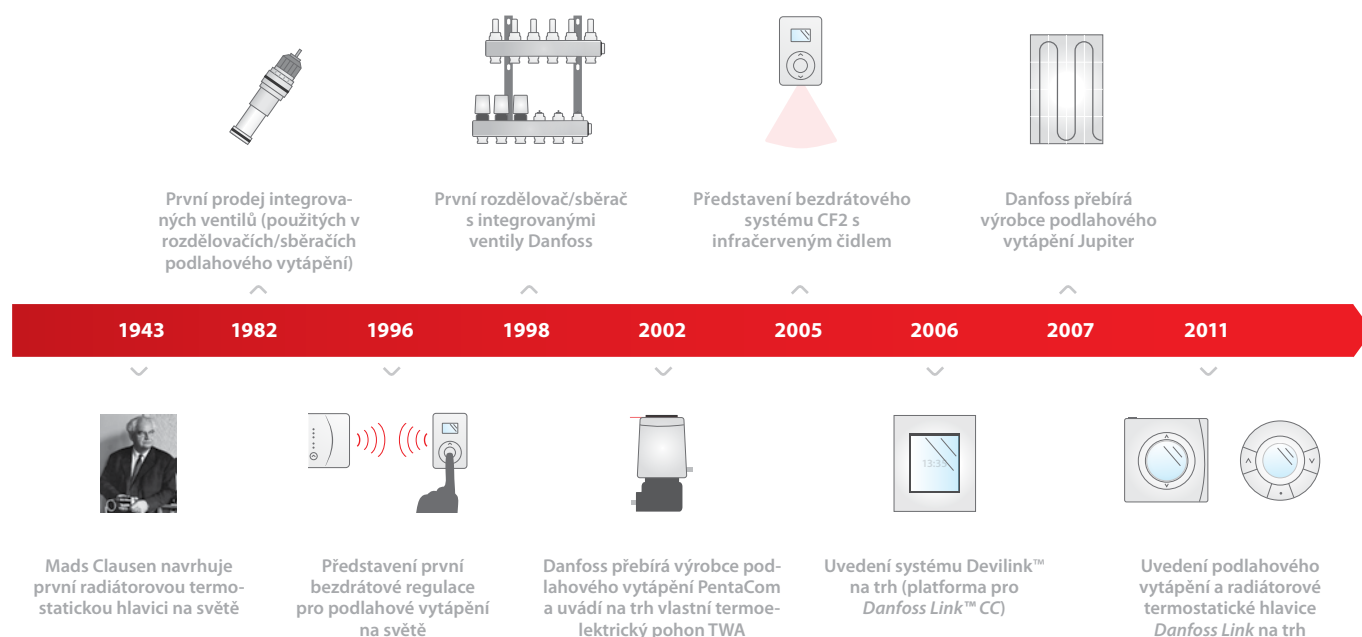 První prodej integrova-
ných ventilů (použitých v
rozdělovačích/sběračích
podlahového vytápění)
První rozdělovač/sběrač
s integrovanými
ventily Danfoss
Představení bezdrátového
systému CF2 s
infračerveným čidlem
Danfoss přebírá
výrobce podlahového
vytápění Jupiter
1943 1982 1996 1998 2002 2005 2006 2007 2011
13:35
Mads Clausen navrhuje
první radiátorovou termo-
statickou hlavici na světě
Představení první
bezdrátové regulace
pro podlahové vytápění
na světě
Danfoss přebírá výrobce pod-
lahového vytápění PentaCom
a uvádí na trh vlastní termoe-
lektrický pohon TWA
Uvedení systému Devilink™
na trh (platforma pro
Danfoss Link™ CC)
Uvedení podlahového
vytápění a radiátorové
termostatické hlavice
Danfoss Link na trh